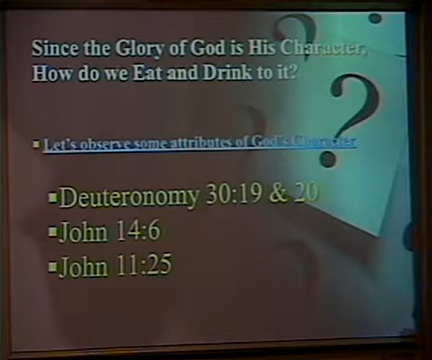 Since the Glory of God is His Character,
How do we Eat and Drink to it?
Let's observe some attributes of God's Character
Deuteronomy 30:19 & 20
John 14:6
John 11:25